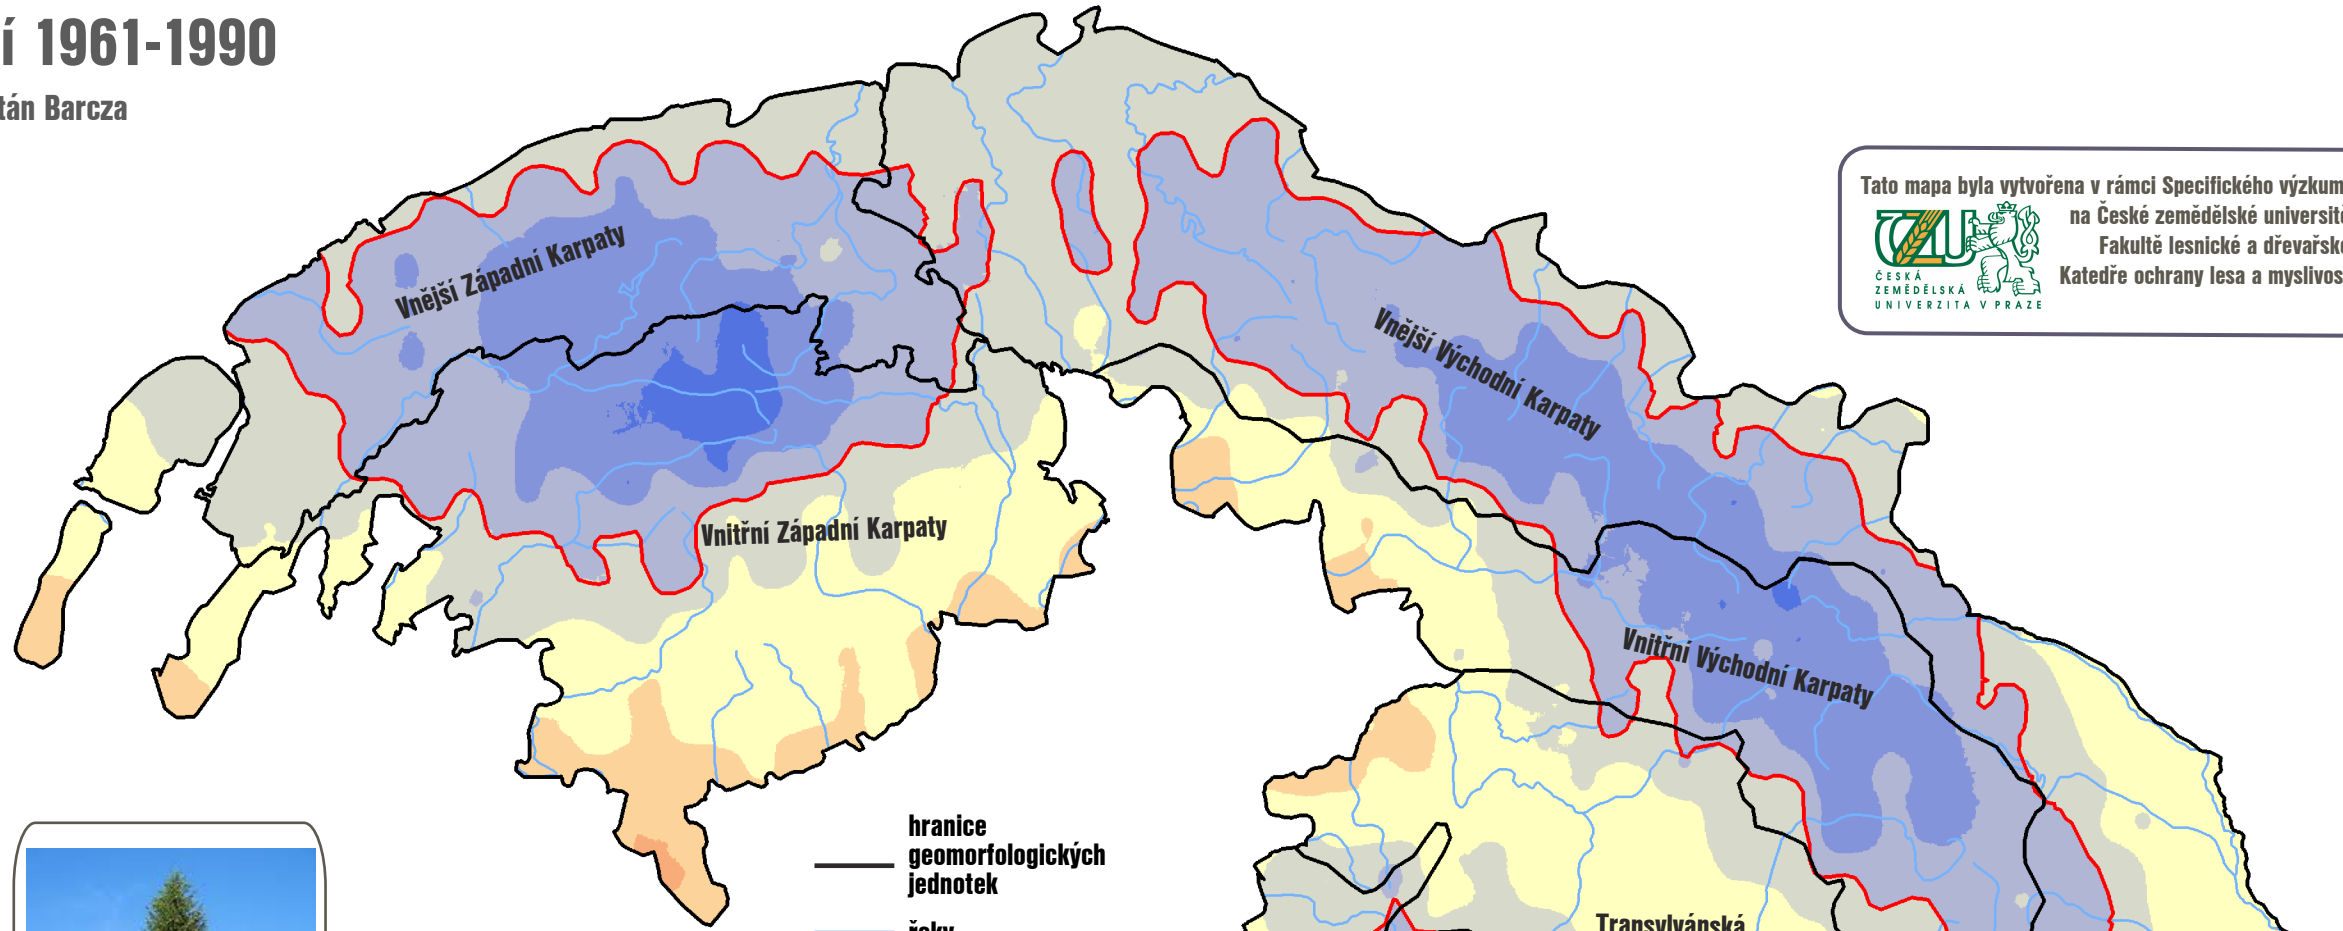 í 1961-1990
tán Barcza
Tato mapa byla vytvořena v rámci Specifického výzkum
na České zemědělské universit
Fakultě lesnické a dřevařsk
Katedře ochrany lesa a myslivos
ČESKÁ
ZEMĚDĚLSKÁ
UNIVERZITA V PRAZE
Vnější Západní Karpaty
Vnější Východní Karpaty
Vnitřní Západní Karpaty
Vnitřní Východní Karpaty
hranice
geomorfologických
jednotek
řeky
Transylvánská